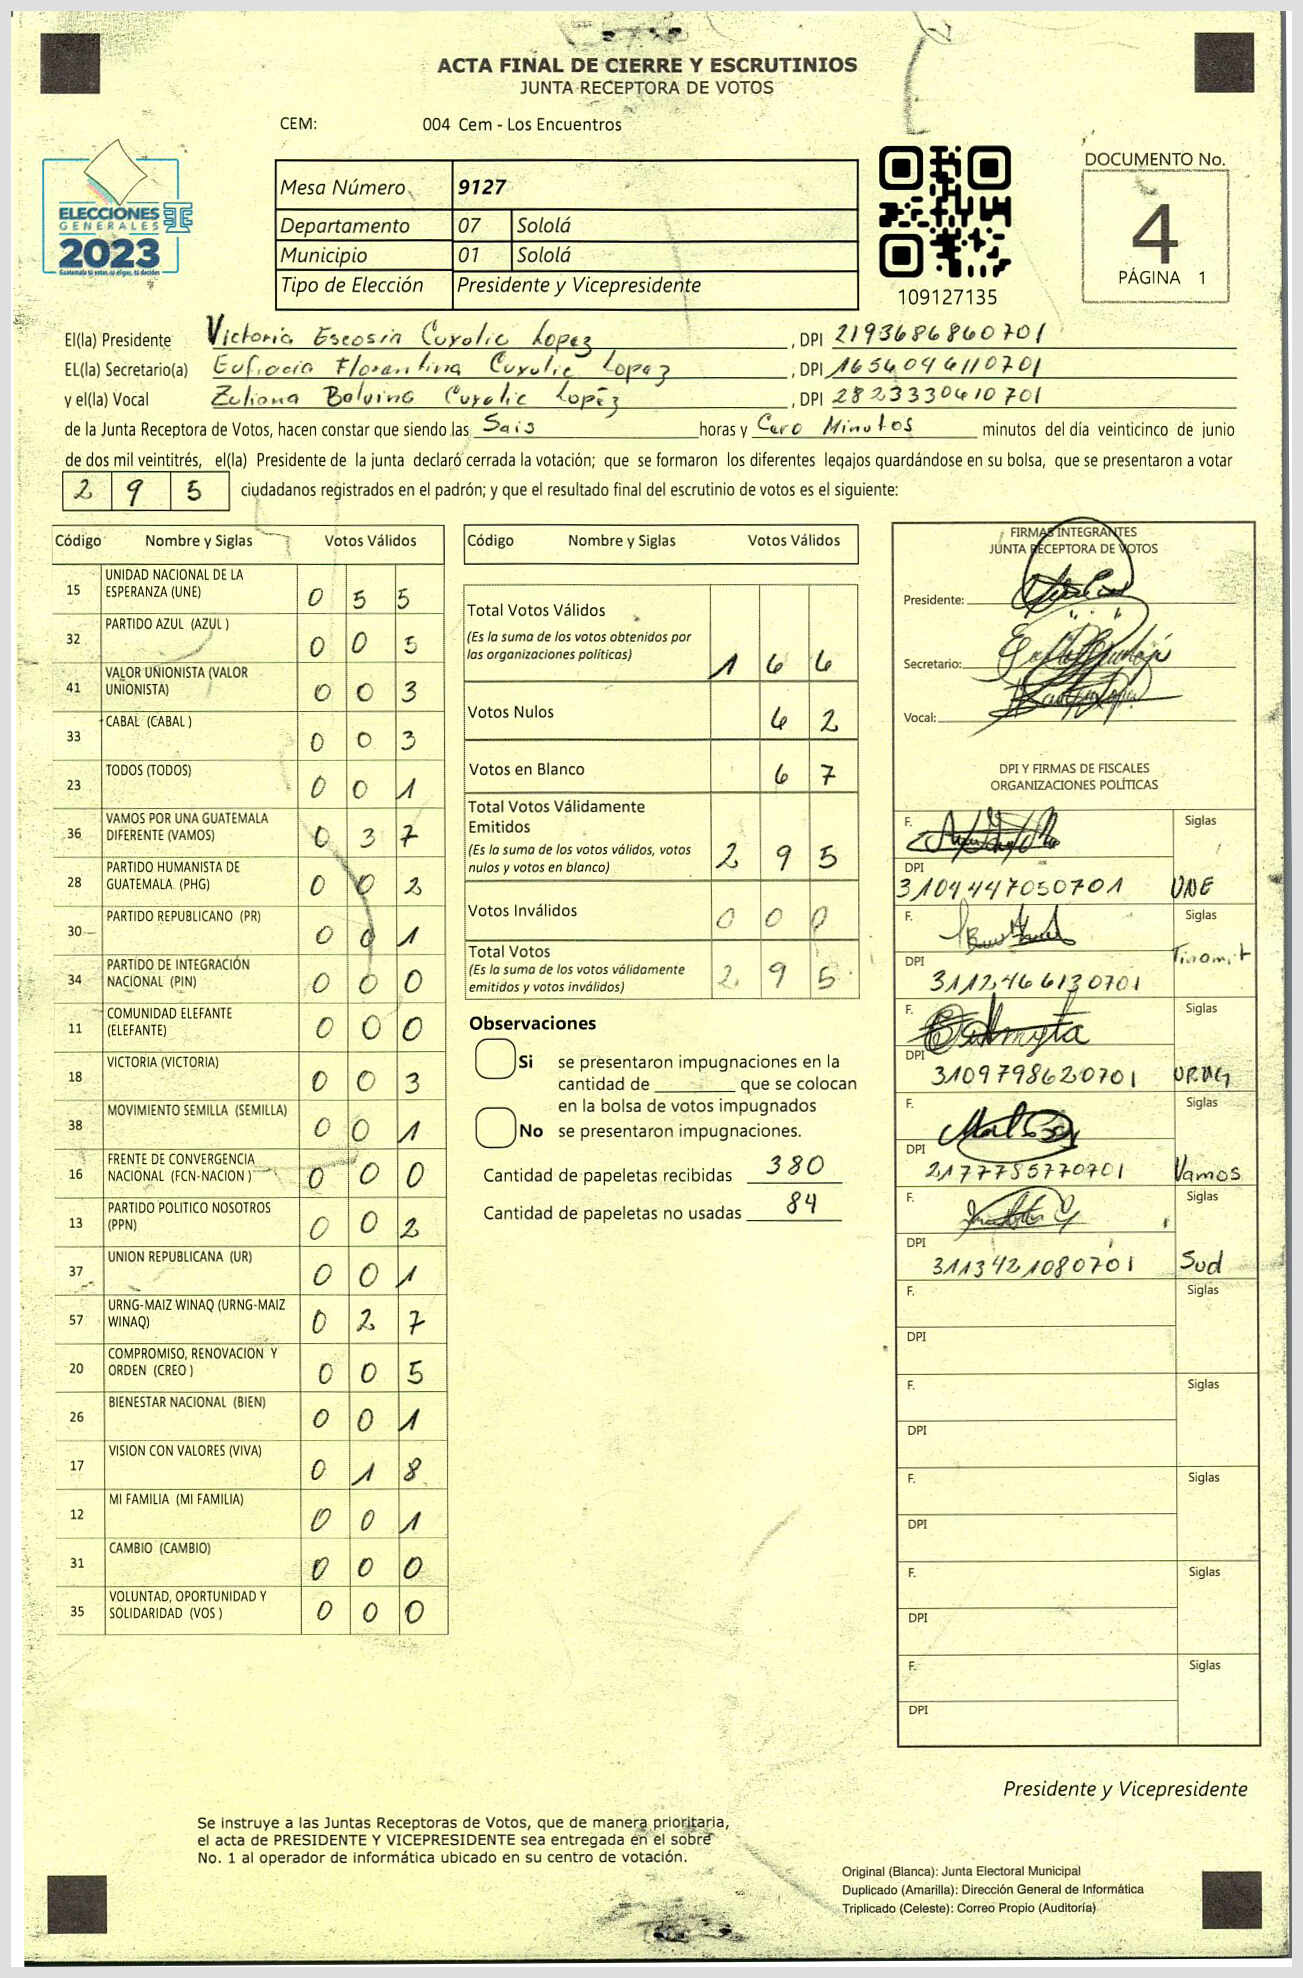 ACTA FINAL DE CIERRE Y ESCRUTINIOS
JUNTA RECEPTORA DE VOTOS
CEM: 004 Cem - Los Encuentros
ELECCIONES
GENERALES
2023
Guatemala tú votas, tú eliges, tú decides
Mesa Número 9127
Departamento 07 Sololá
Municipio 01 Sololá
Tipo de Elección Presidente y Vicepresidente
109127135
DOCUMENTO No.
4
PÁGINA 1
El(la) Presidente Victoria Escosia Cuxulic Lopez, DPI 2193686860701
EL(la) Secretario(a) Eufracia Florentina Cuxulic Lopez, DPI 1656046110701
y el(la) Vocal Zuliana Balvina Cuxulic Lopéz, DPI 2823330610701
de la Junta Receptora de Votos, hacen constar que siendo las Sais horas y Cero Minutos minutos del día veinticinco de junio
de dos mil veintitrés, el(la) Presidente de la junta declaró cerrada la votación; que se formaron los diferentes legajos guardándose en su bolsa, que se presentaron a votar
2 9 5 ciudadanos registrados en el padrón; y que el resultado final del escrutinio de votos es el siguiente:
Código Nombre y Siglas Votos Válidos
15 UNIDAD NACIONAL DE LA
ESPERANZA (UNE) 0 5 5
32 PARTIDO AZUL (AZUL ) 0 0 5
41 VALOR UNIONISTA (VALOR
UNIONISTA) 0 0 3
33 CABAL (CABAL ) 0 0 3
23 TODOS (TODOS) 0 0 1
36 VAMOS POR UNA GUATEMALA
DIFERENTE (VAMOS) 0 3 7
28 PARTIDO HUMANISTA DE
GUATEMALA (PHG) 0 0 2
30 PARTIDO REPUBLICANO (PR) 0 0 1
34 PARTIDO DE INTEGRACIÓN
NACIONAL (PIN) 0 0 0
11 COMUNIDAD ELEFANTE
(ELEFANTE) 0 0 0
18 VICTORIA (VICTORIA) 0 0 3
38 MOVIMIENTO SEMILLA (SEMILLA) 0 0 1
16 FRENTE DE CONVERGENCIA
NACIONAL (FCN-NACION ) 0 0 0
13 PARTIDO POLITICO NOSOTROS
(PPN) 0 0 2
37 UNION REPUBLICANA (UR) 0 0 1
57 URNG-MAIZ WINAQ (URNG-MAIZ
WINAQ) 0 2 7
20 COMPROMISO, RENOVACION Y
ORDEN (CREO ) 0 0 5
26 BIENESTAR NACIONAL (BIEN) 0 0 1
17 VISION CON VALORES (VIVA) 0 1 8
12 MI FAMILIA (MI FAMILIA) 0 0 1
31 CAMBIO (CAMBIO) 0 0 0
35 VOLUNTAD, OPORTUNIDAD Y
SOLIDARIDAD (VOS ) 0 0 0
Código Nombre y Siglas Votos Válidos
Total Votos Válidos
(Es la suma de los votos obtenidos por
las organizaciones políticas) 1 6 6
Votos Nulos 6 2
Votos en Blanco 6 7
Total Votos Válidamente
Emitidos
(Es la suma de los votos válidos, votos
nulos y votos en blanco) 2 9 5
Votos Inválidos 0 0 0
Total Votos
(Es la suma de los votos válidamente
emitidos y votos inválidos) 2 9 5
Observaciones
Si se presentaron impugnaciones en la
cantidad de ________ que se colocan
en la bolsa de votos impugnados
No se presentaron impugnaciones.
Cantidad de papeletas recibidas 380
Cantidad de papeletas no usadas 84
FIRMAS INTEGRANTES
JUNTA RECEPTORA DE VOTOS
Presidente:
Secretario:
Vocal:
DPI Y FIRMAS DE FISCALES
ORGANIZACIONES POLÍTICAS
F. Siglas
DPI
3104447050701 UNE
F. Siglas
DPI Tinamit
3112466130701
F. Siglas
DPI
3109798620701 URNG
F. Siglas
DPI
2177785770701 Vamos
F. Siglas
DPI
3113421080701 Sud
F. Siglas
DPI
F. Siglas
DPI
F. Siglas
DPI
F. Siglas
DPI
F. Siglas
DPI
Presidente y Vicepresidente
Se instruye a las Juntas Receptoras de Votos, que de manera prioritaria,
el acta de PRESIDENTE Y VICEPRESIDENTE sea entregada en el sobre
No. 1 al operador de informática ubicado en su centro de votación.
Original (Blanca): Junta Electoral Municipal
Duplicado (Amarilla): Dirección General de Informática
Triplicado (Celeste): Correo Propio (Auditoría)